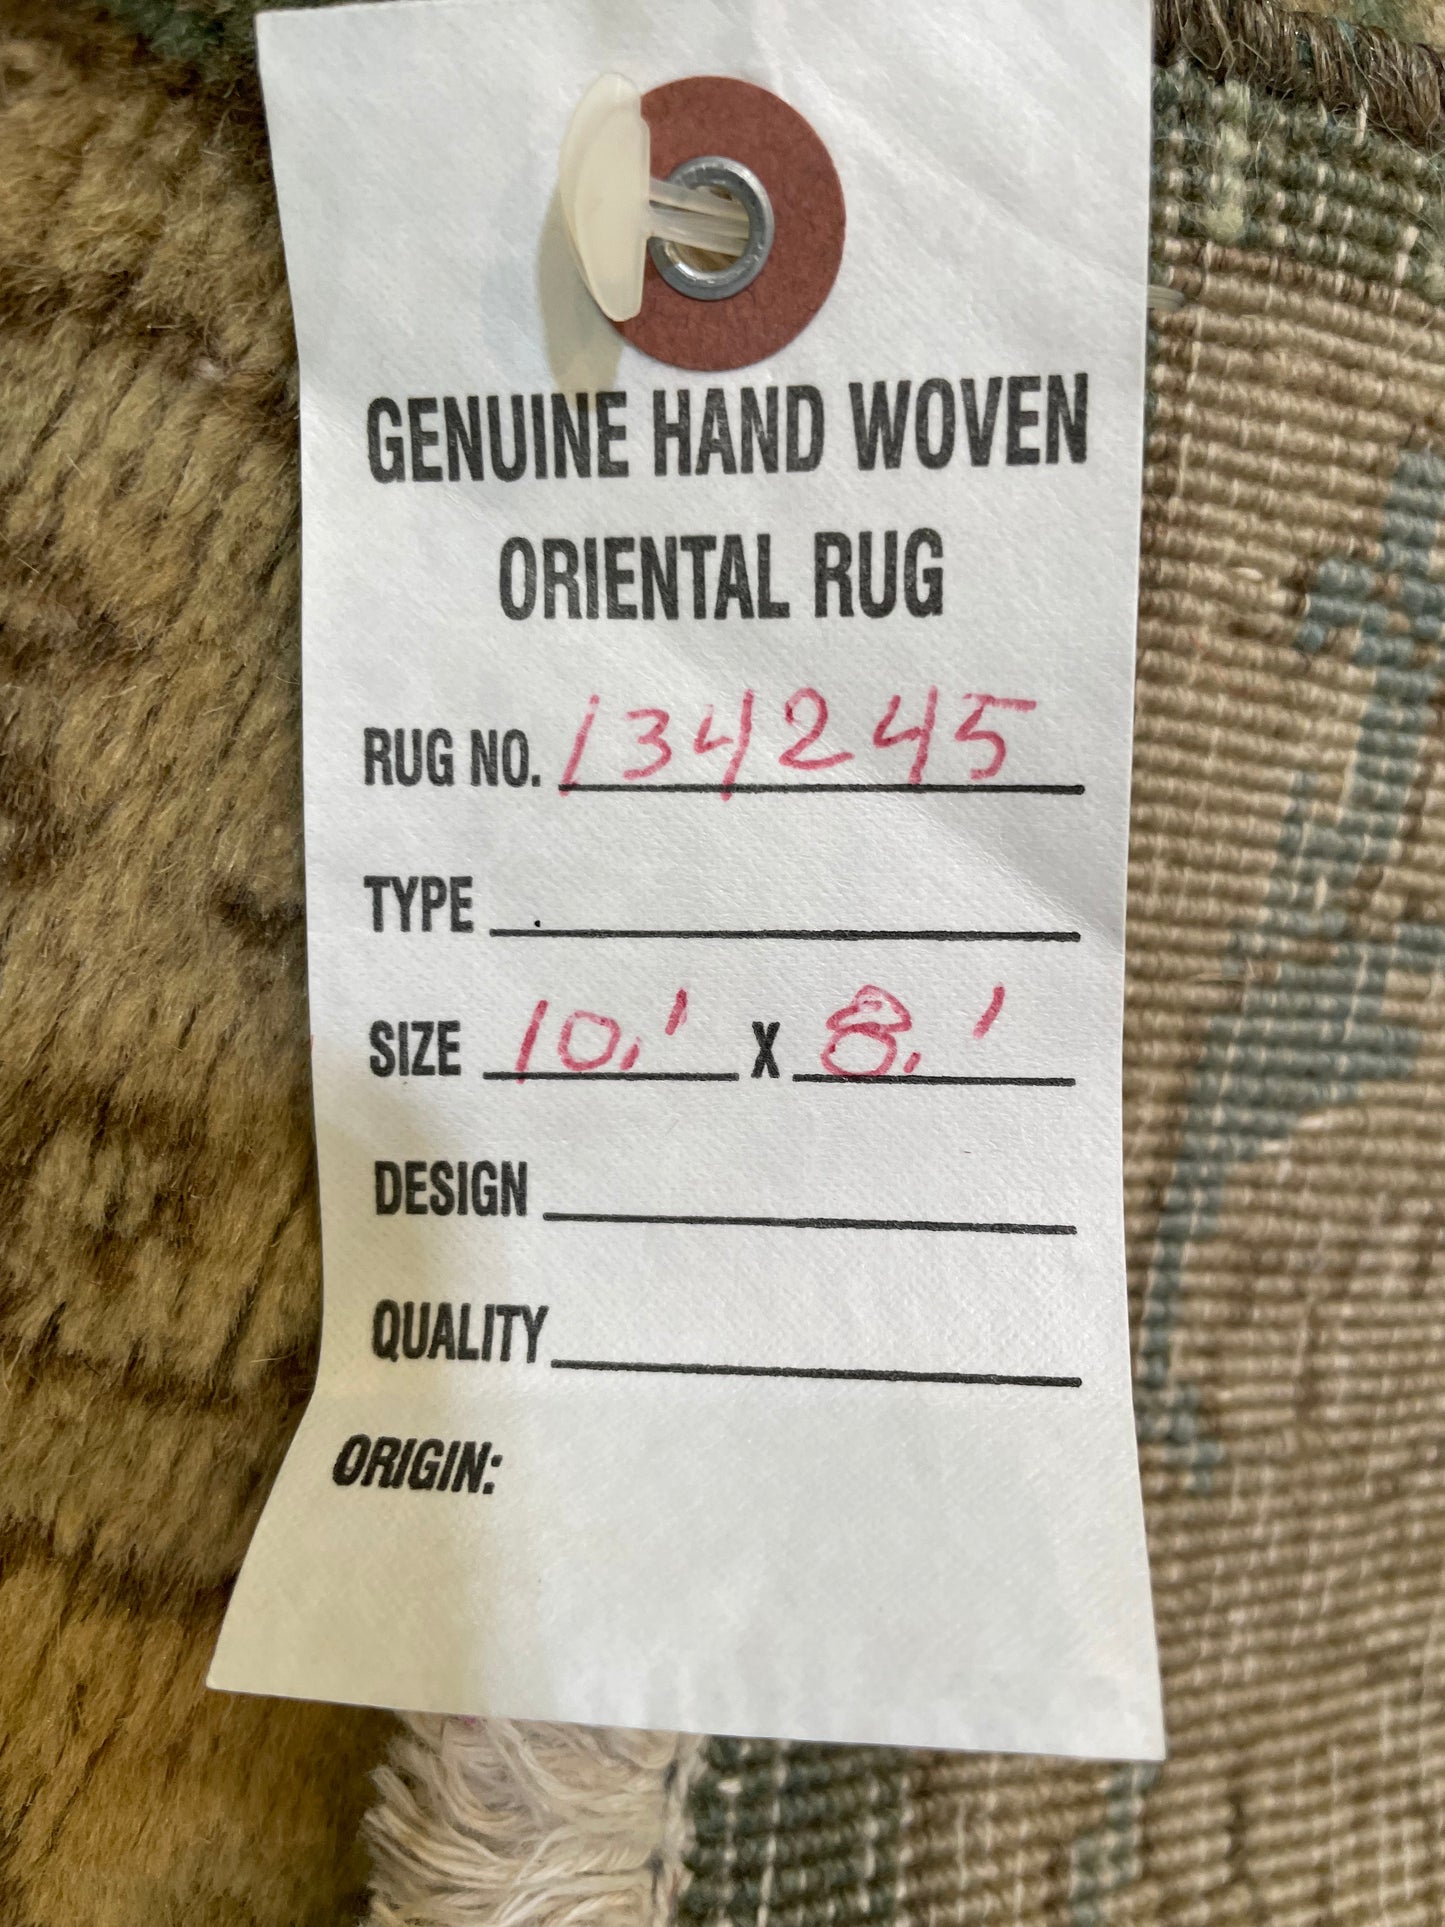 GENUINE HAND WOVEN
ORIENTAL RUG
RUG NO. 134245
TYPE
SIZE 10.' X 8.'
DESIGN
QUALITY
ORIGIN: